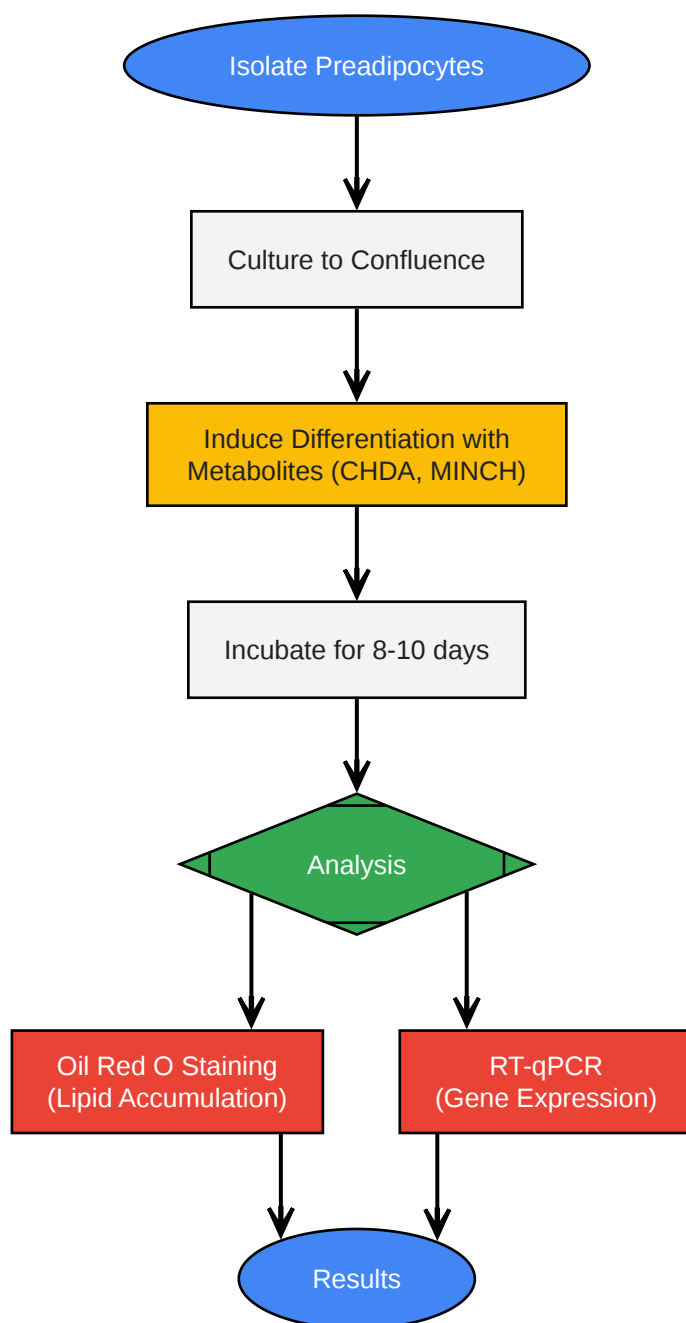 Isolate Preadipocytes
Culture to Confluence
Induce Differentiation with
Metabolites (CHDA, MINCH)
Incubate for 8-10 days
Analysis
Oil Red O Staining
(Lipid Accumulation)
RT-qPCR
(Gene Expression)
Results